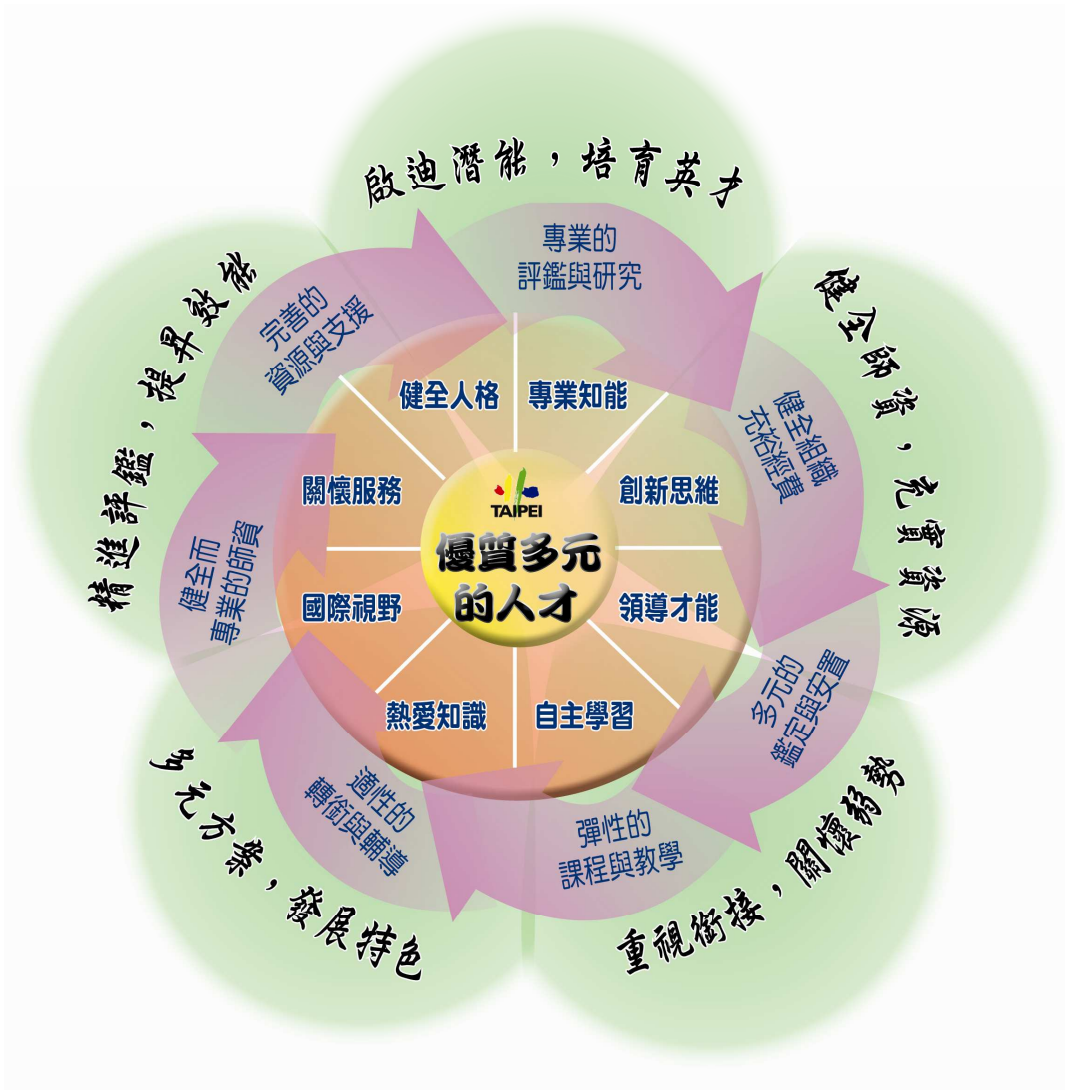 啟迪潛能，培育英才
健全師資，充實資源
重視銜接，關懷弱勢
多元方案，發展特色
精進評鑑，提昇效能
專業的
評鑑與研究
健全組織
充裕經費
多元的
鑑定與安置
彈性的
課程與教學
適性的
轉銜與輔導
健全而
專業的師資
完善的
資源與支援
健全人格
專業知能
創新思維
領導才能
自主學習
熱愛知識
國際視野
關懷服務
TAIPEI
優質多元
的人才